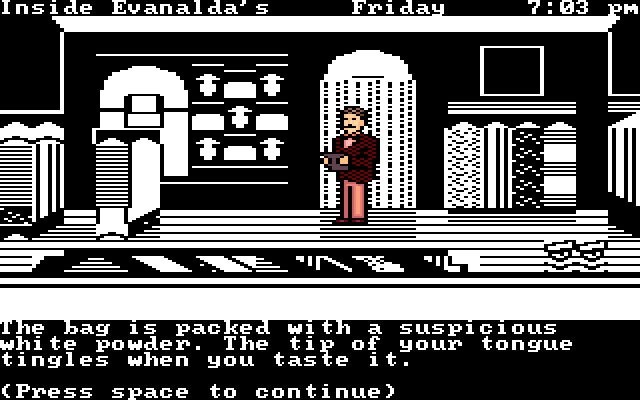 Inside Evanalda's Friday 7:03 pm
The bag is packed with a suspicious
white powder. The tip of your tongue
tingles when you taste it.
(Press space to continue)